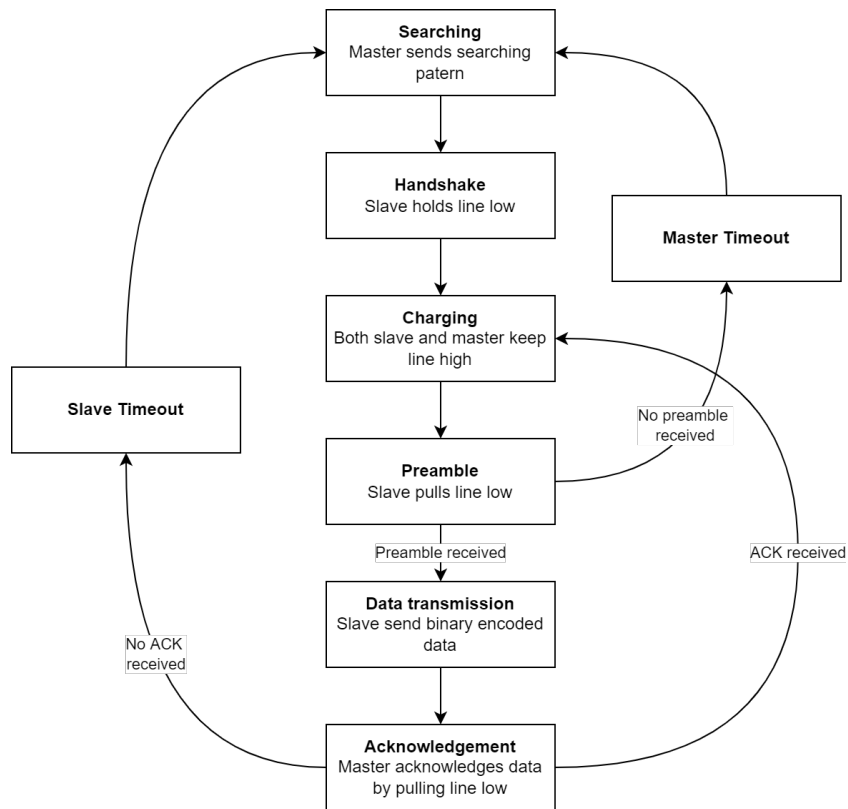 Searching
Master sends searching
patern
Handshake
Slave holds line low
Master Timeout
Charging
Both slave and master keep
line high
Slave Timeout
No preamble
received
Preamble
Slave pulls line low
Preamble received
ACK received
Data transmission
Slave send binary encoded
data
No ACK
received
Acknowledgement
Master acknowledges data
by pulling line low